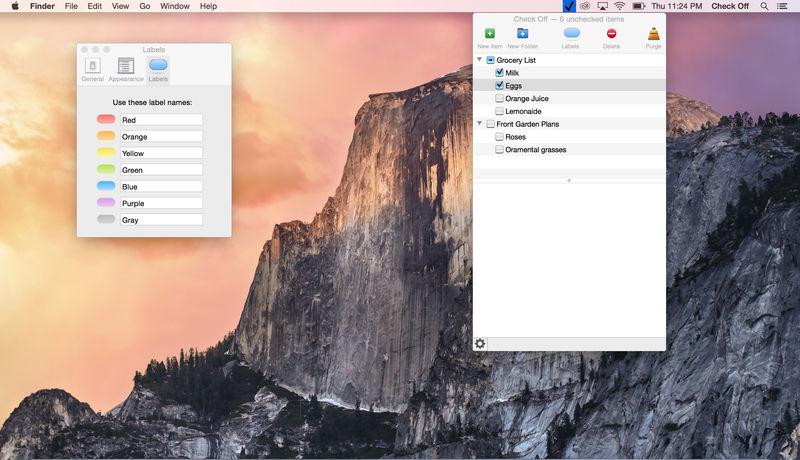 Finder File Edit View Go Window Help
Thu 11:24 PM Check Off
Labels
General Appearance Labels
Use these label names:
Red
Orange
Yellow
Green
Blue
Purple
Gray
Check Off — 6 unchecked items
New Item New Folder Labels Delete Purge
Grocery List
Milk
Eggs
Orange Juice
Lemonaide
Front Garden Plans
Roses
Oramental grasses